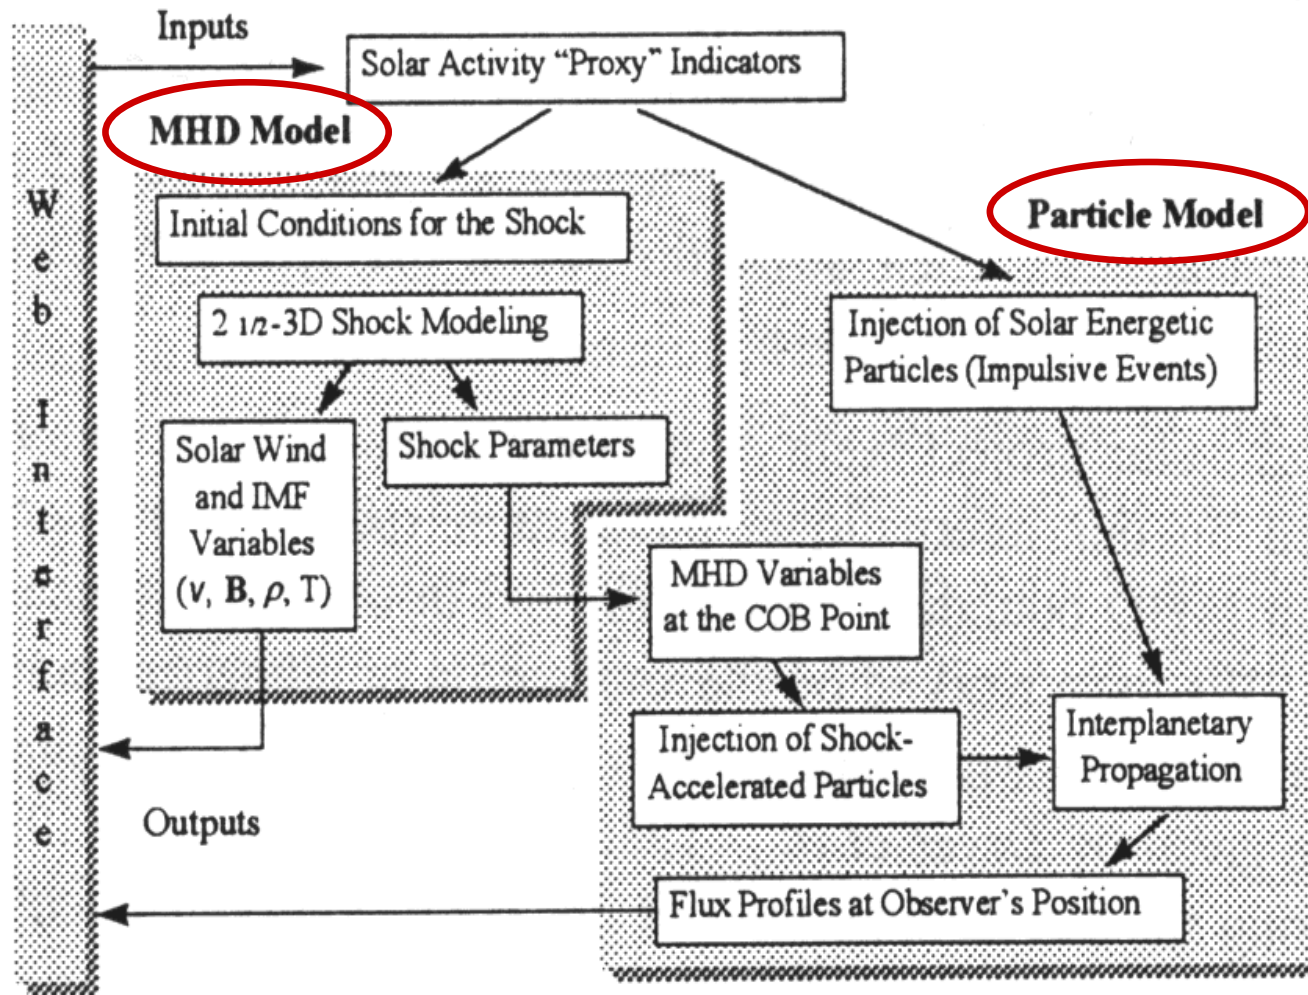 Inputs
Solar Activity “Proxy” Indicators
MHD Model
Web Interface
Initial Conditions for the Shock
Particle Model
2 1/2-3D Shock Modeling
Injection of Solar Energetic
Particles (Impulsive Events)
Solar Wind
and IMF
Variables
(v, B, ρ, T)
Shock Parameters
MHD Variables
at the COB Point
Injection of Shock-
Accelerated Particles
Interplanetary
Propagation
Outputs
Flux Profiles at Observer's Position